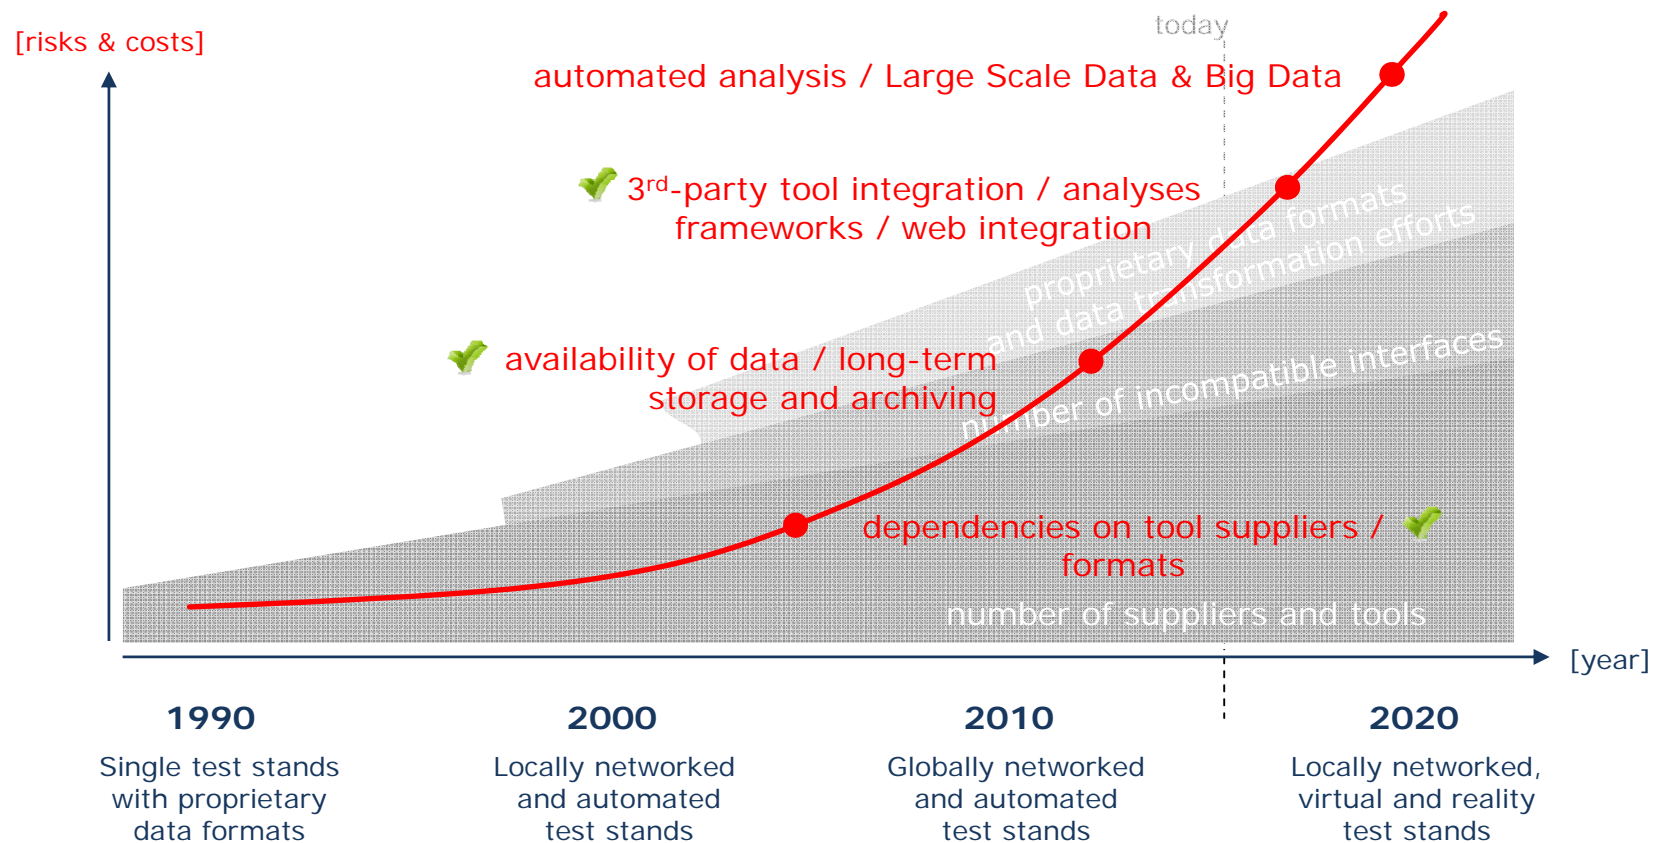 today
[risks & costs]
automated analysis / Large Scale Data & Big Data
3rd-party tool integration / analyses
frameworks / web integration
proprietary data formats
and data transformation efforts
availability of data / long-term
storage and archiving
number of incompatible interfaces
dependencies on tool suppliers /
formats
number of suppliers and tools
[year]
1990
2000
2010
2020
Single test stands
with proprietary
data formats
Locally networked
and automated
test stands
Globally networked
and automated
test stands
Locally networked,
virtual and reality
test stands